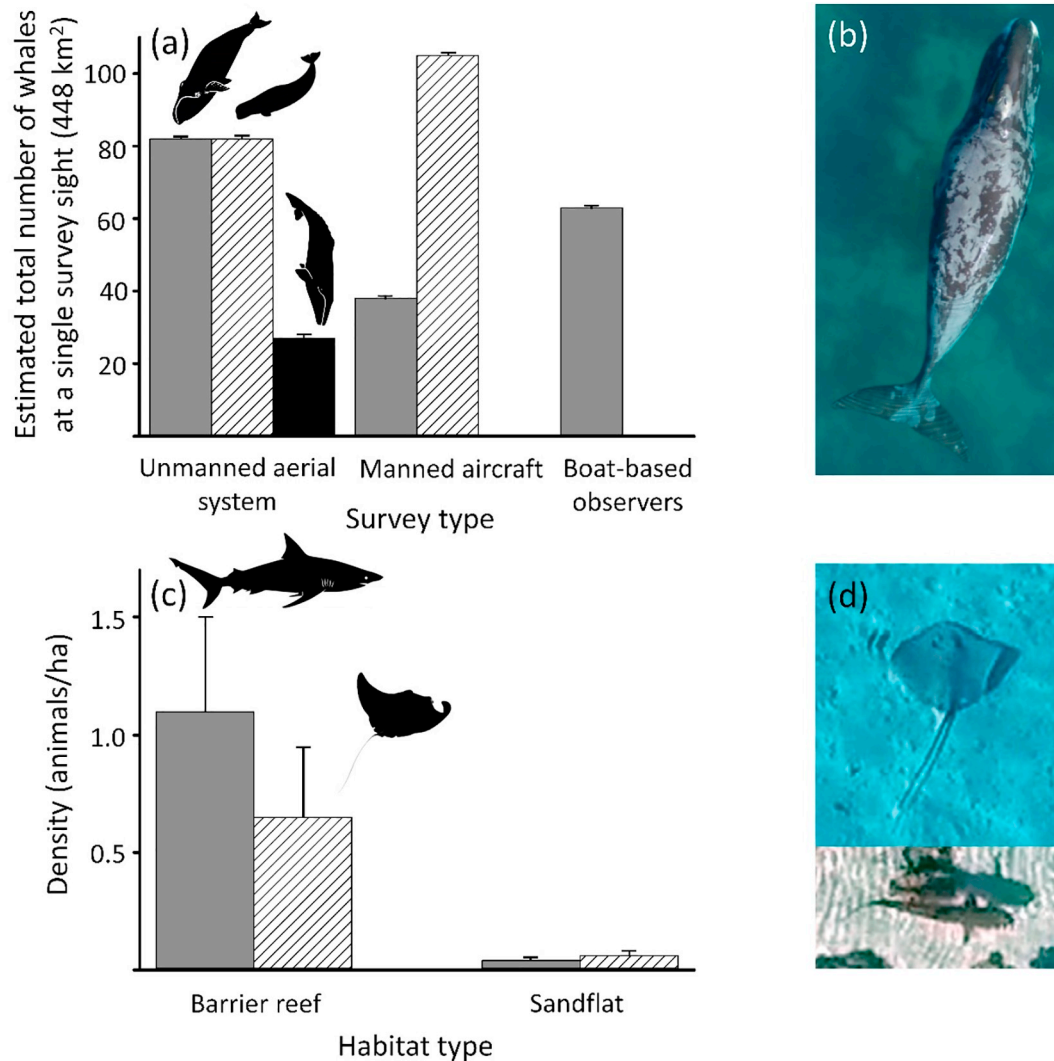 (a)
Estimated total number of whales
at a single survey sight (448 km²)
100
80
60
40
20
Unmanned aerial
system
Manned aircraft
Boat-based
observers
Survey type
(b)
(c)
Density (animals/ha)
1.5
1.0
0.5
Barrier reef
Sandflat
Habitat type
(d)